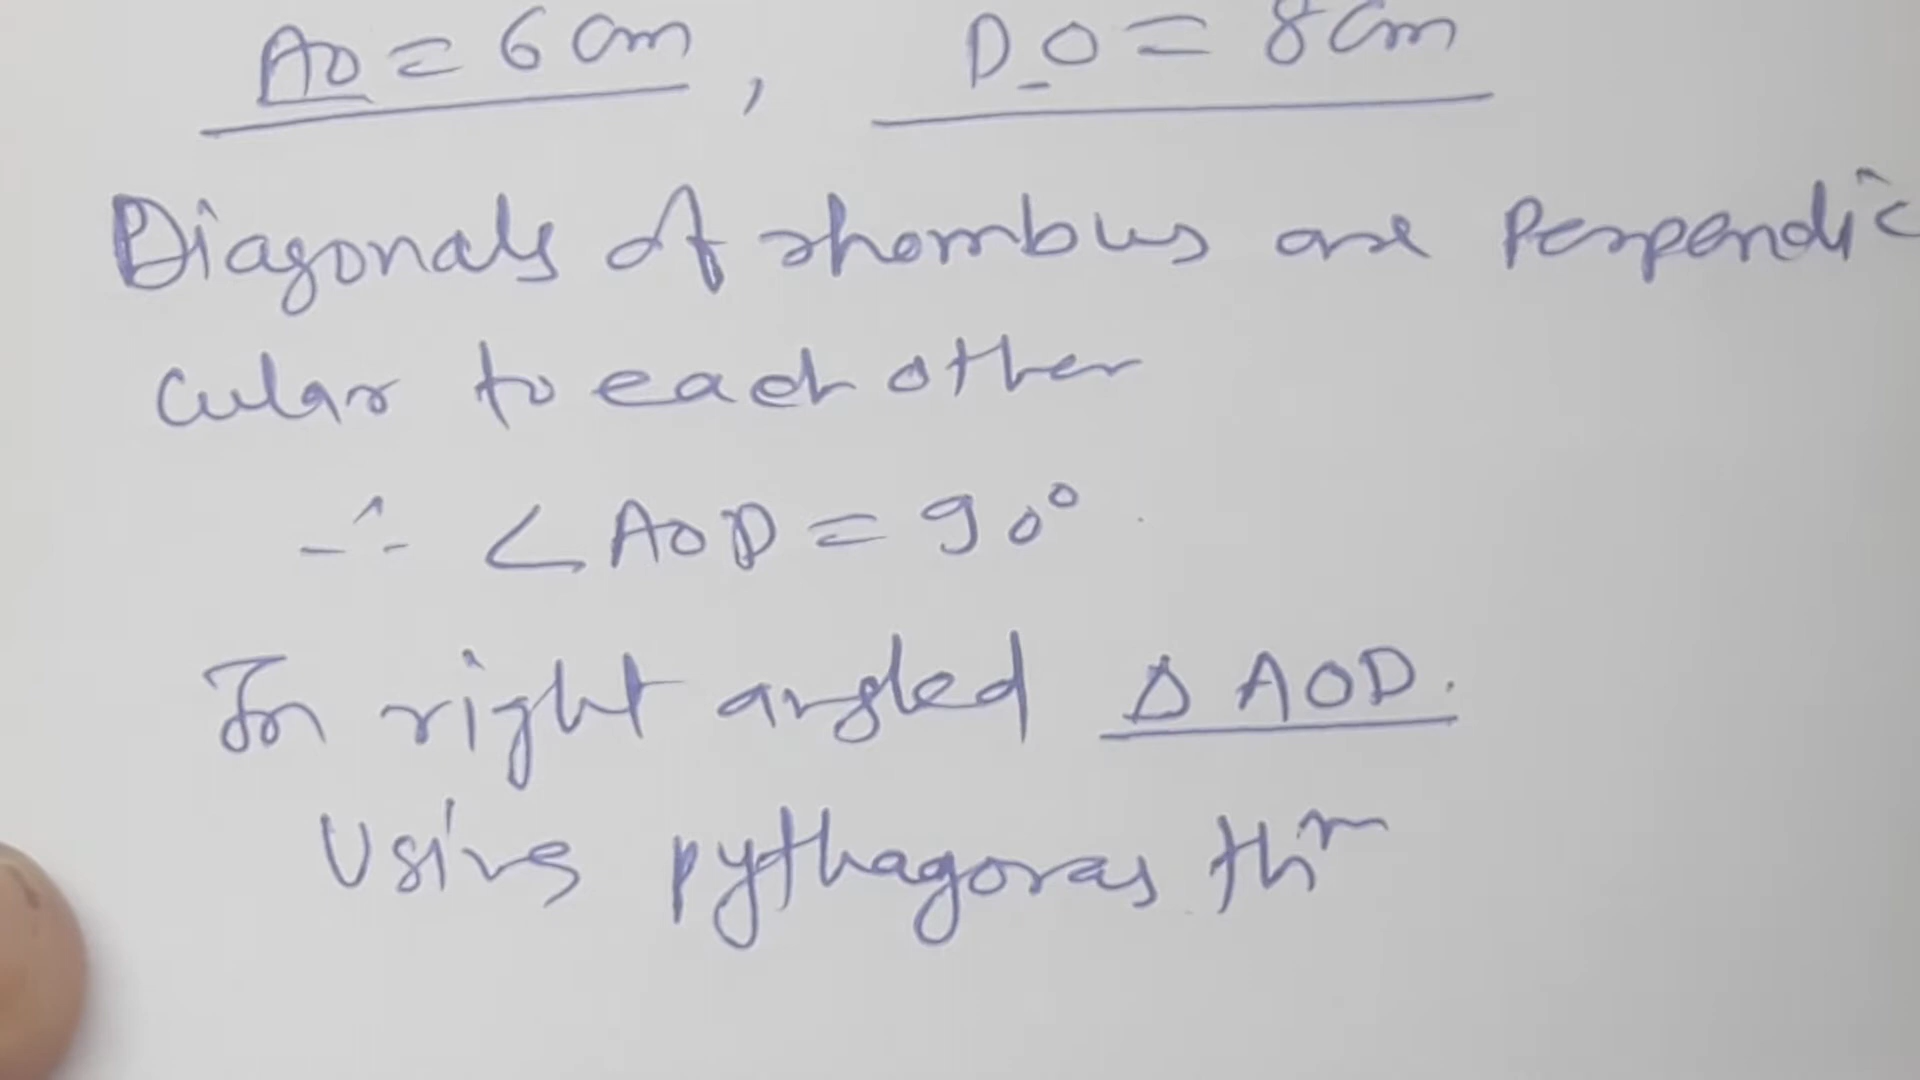 AO = 6 cm, DO = 8 cm
Diagonals of rhombus are Perpendic
cular to each other
∴ ∠AOD = 90°
In right angled Δ AOD.
Using pythagoras thm